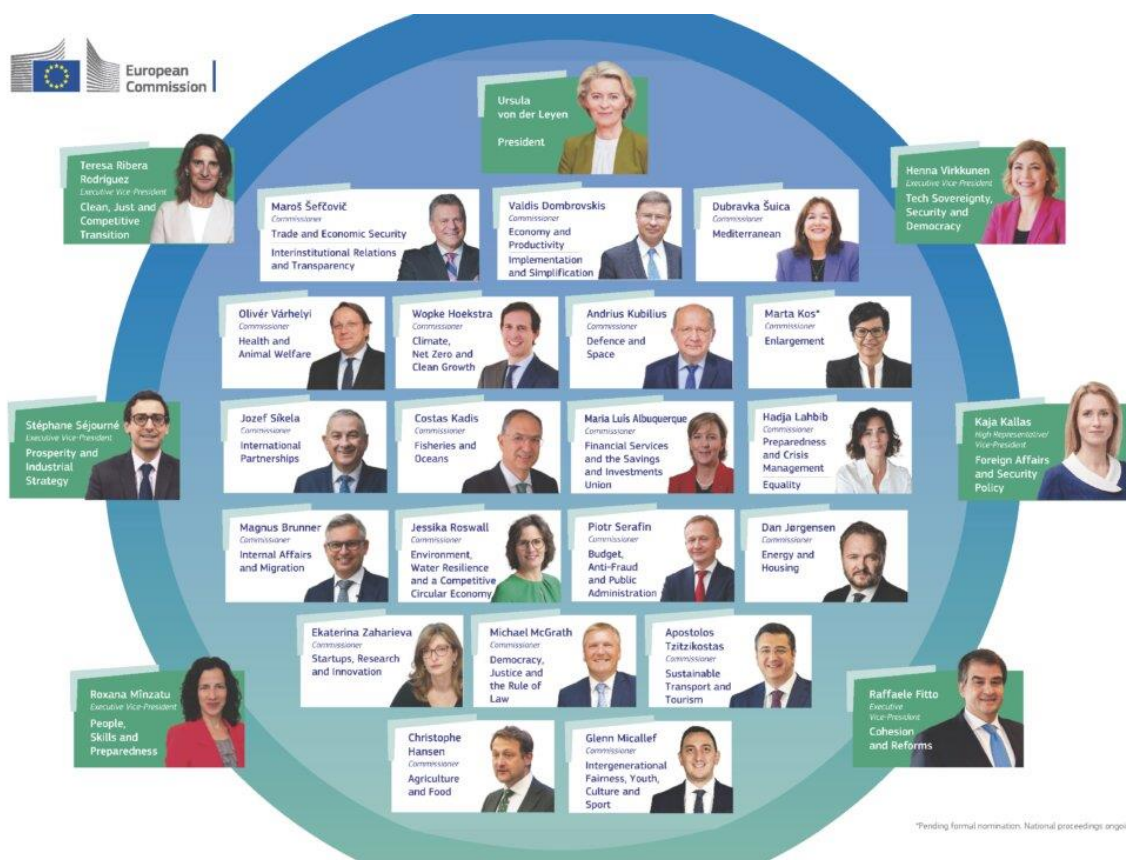 European
Commission
Ursula
von der Leyen
President
Teresa Ribera
Rodríguez
Executive Vice-President
Clean, Just and
Competitive
Transition
Henna Virkkunen
Executive Vice-President
Tech Sovereignty,
Security and
Democracy
Maroš Šefčovič
Commissioner
Trade and Economic Security
Interinstitutional Relations
and Transparency
Valdis Dombrovskis
Commissioner
Economy and
Productivity
Implementation
and Simplification
Dubravka Šuica
Commissioner
Mediterranean
Olivér Várhelyi
Commissioner
Health and
Animal Welfare
Wopke Hoekstra
Commissioner
Climate,
Net Zero and
Clean Growth
Andrius Kubilius
Commissioner
Defence and
Space
Marta Kos*
Commissioner
Enlargement
Stéphane Séjourné
Executive Vice-President
Prosperity and
Industrial
Strategy
Jozef Síkela
Commissioner
International
Partnerships
Costas Kadis
Commissioner
Fisheries and
Oceans
Maria Luís Albuquerque
Commissioner
Financial Services
and the Savings
and Investments
Union
Hadja Lahbib
Commissioner
Preparedness
and Crisis
Management
Equality
Kaja Kallas
High Representative/
Vice-President
Foreign Affairs
and Security
Policy
Magnus Brunner
Commissioner
Internal Affairs
and Migration
Jessika Roswall
Commissioner
Environment,
Water Resilience
and a Competitive
Circular Economy
Piotr Serafin
Commissioner
Budget,
Anti-Fraud
and Public
Administration
Dan Jørgensen
Commissioner
Energy and
Housing
Ekaterina Zaharieva
Commissioner
Startups, Research
and Innovation
Michael McGrath
Commissioner
Democracy,
Justice and
the Rule of
Law
Apostolos
Tzitzikostas
Commissioner
Sustainable
Transport and
Tourism
Roxana Mînzatu
Executive Vice-President
People,
Skills and
Preparedness
Raffaele Fitto
Executive
Vice-President
Cohesion
and Reforms
Christophe
Hansen
Commissioner
Agriculture
and Food
Glenn Micallef
Commissioner
Intergenerational
Fairness, Youth,
Culture and
Sport
*Pending formal nomination. National proceedings angoi